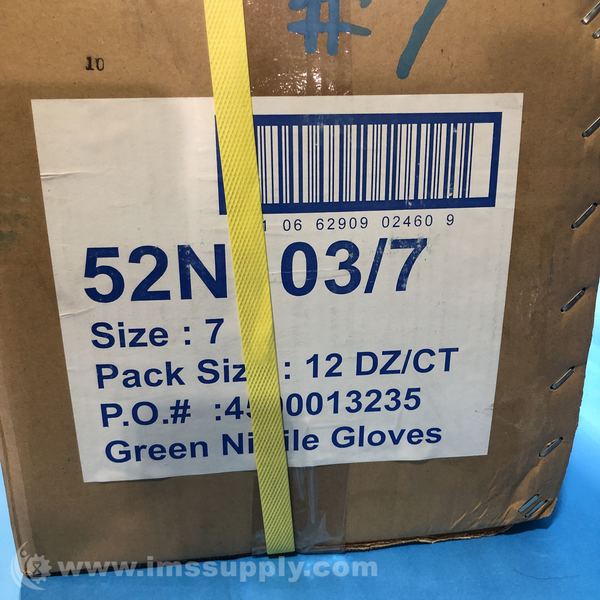 #7
10
1 06 62909 02460 9
52N 03/7
Size : 7
Pack Siz : 12 DZ/CT
P.O.# :4 0013235
Green Ni ile Gloves
www.imssupply.com